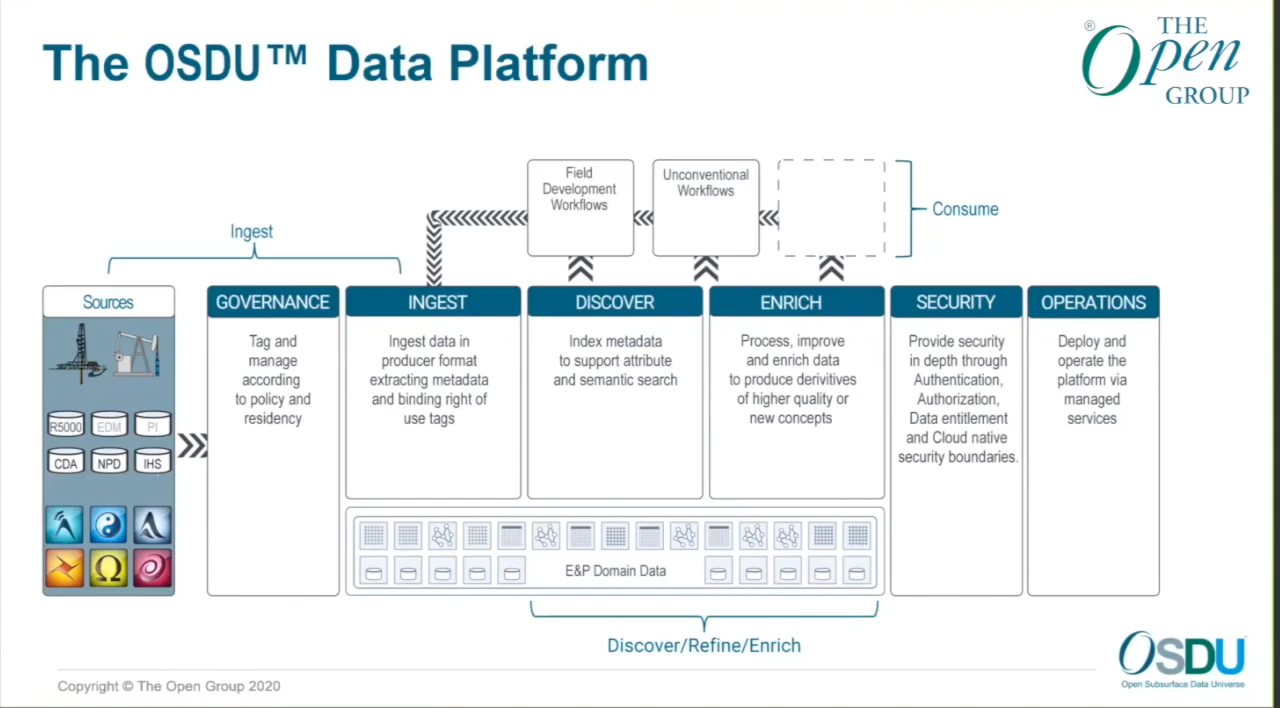 The OSDU™ Data Platform
® THE
Open
GROUP
Field
Development
Workflows
Unconventional
Workflows
Consume
Ingest
Sources
R5000 EDM PI
CDA NPD IHS
Ω
GOVERNANCE
Tag and
manage
according
to policy and
residency
INGEST
Ingest data in
producer format
extracting metadata
and binding right of
use tags
DISCOVER
Index metadata
to support attribute
and semantic search
ENRICH
Process, improve
and enrich data
to produce derivitives
of higher quality or
new concepts
SECURITY
Provide security
in depth through
Authentication,
Authorization,
Data entitlement
and Cloud native
security boundaries.
OPERATIONS
Deploy and
operate the
platform via
managed
services
E&P Domain Data
Discover/Refine/Enrich
OSDU
Open Subsurface Data Universe
Copyright © The Open Group 2020